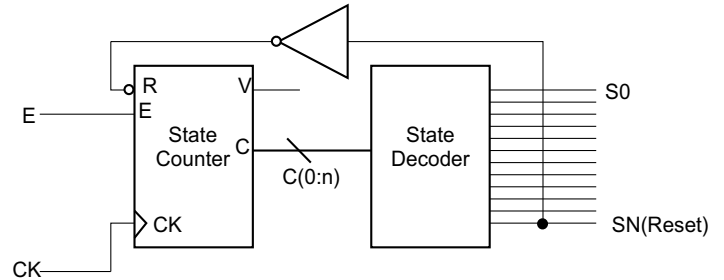 R
V
S0
E
E
State
Counter
C
State
Decoder
C(0:n)
CK
SN(Reset)
CK